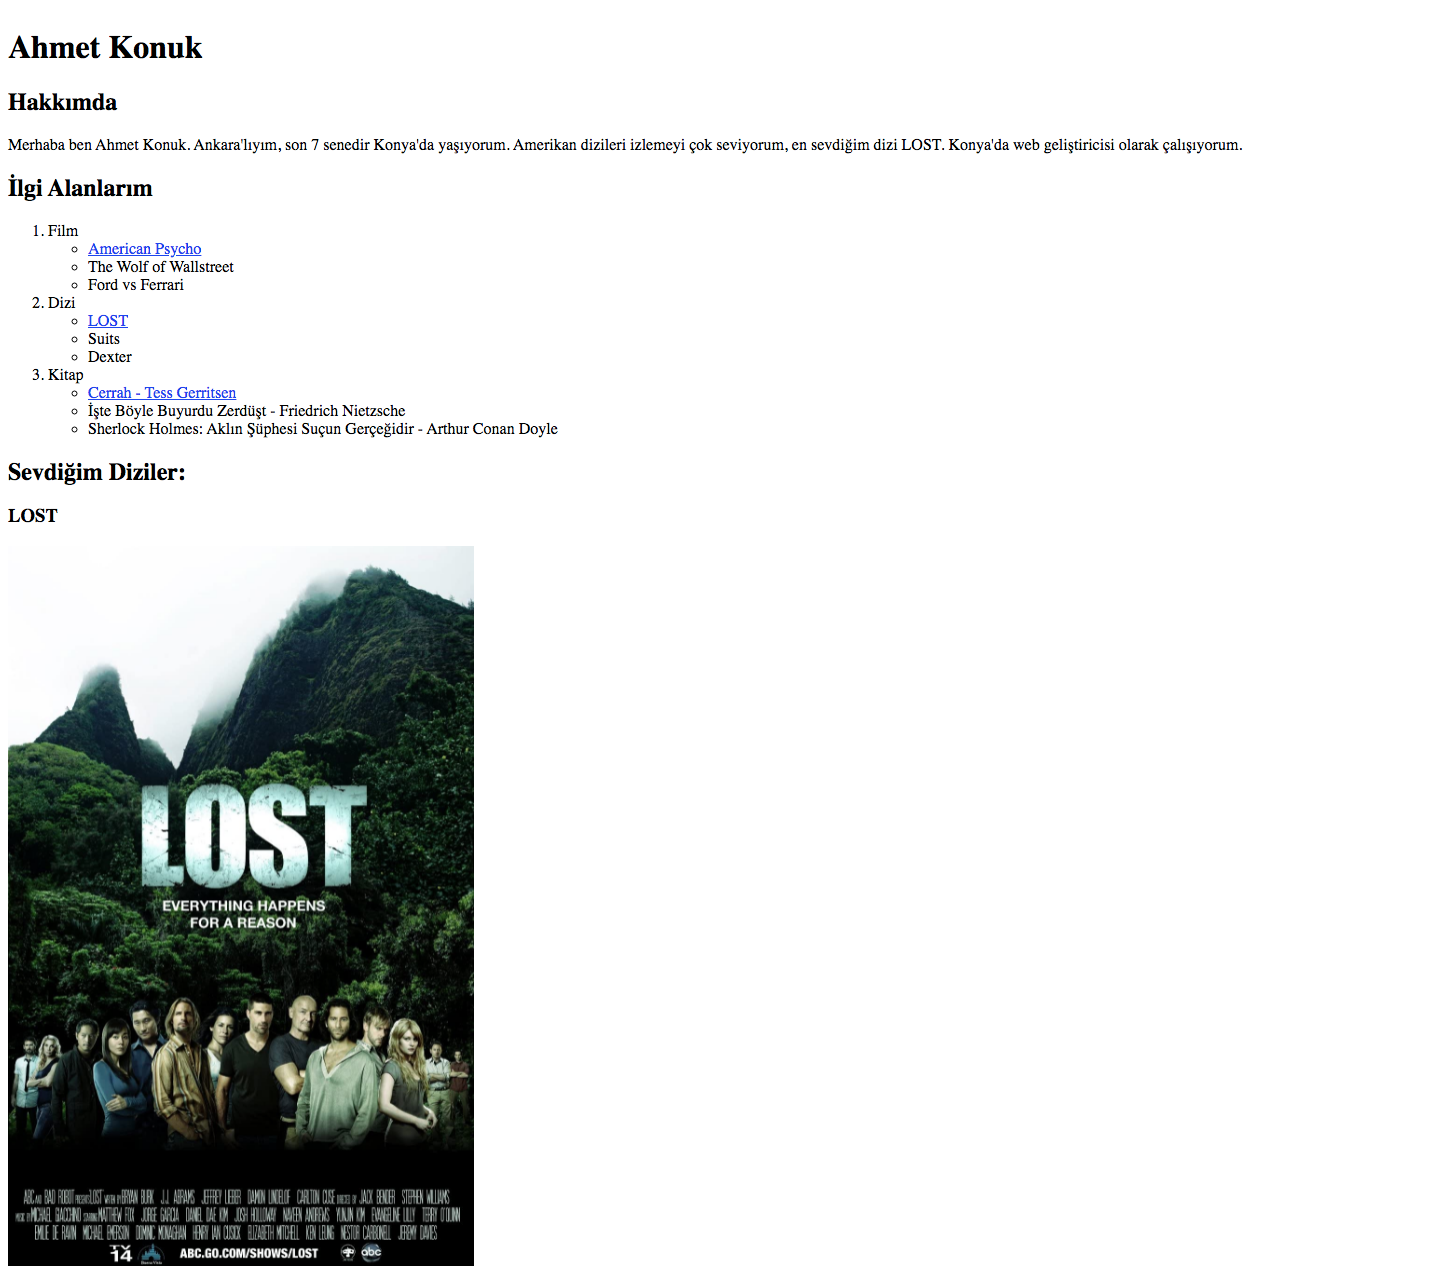 Ahmet Konuk
Hakkımda
Merhaba ben Ahmet Konuk. Ankara'lıyım, son 7 senedir Konya'da yaşıyorum. Amerikan dizileri izlemeyi çok seviyorum, en sevdiğim dizi LOST. Konya'da web geliştiricisi olarak çalışıyorum.
İlgi Alanlarım
1. Film
American Psycho
The Wolf of Wallstreet
Ford vs Ferrari
2. Dizi
LOST
Suits
Dexter
3. Kitap
Cerrah - Tess Gerritsen
İşte Böyle Buyurdu Zerdüşt - Friedrich Nietzsche
Sherlock Holmes: Aklın Şüphesi Suçun Gerçeğidir - Arthur Conan Doyle
Sevdiğim Diziler:
LOST
LOST
EVERYTHING HAPPENS
FOR A REASON
ABC AND BAD ROBOT PRESENTS LOST WRITTEN BY BRYAN BURK J.J. ABRAMS JEFFREY LIEBER DAMON LINDELOF CARLTON CUSE DIRECTED BY JACK BENDER STEPHEN WILLIAMS
MUSIC BY MICHAEL GIACCHINO STARRING MATTHEW FOX JORGE GARCIA DANIEL DAE KIM JOSH HOLLOWAY NAVEEN ANDREWS YUNJIN KIM EVANGELINE LILLY TERRY O'QUINN
EMILIE DE RAVIN MICHAEL EMERSON DOMINIC MONAGHAN HENRY IAN CUSICK ELIZABETH MITCHELL KEN LEUNG NESTOR CARBONELL JEREMY DAVIES
TV
14
ABC.GO.COM/SHOWS/LOST
abc